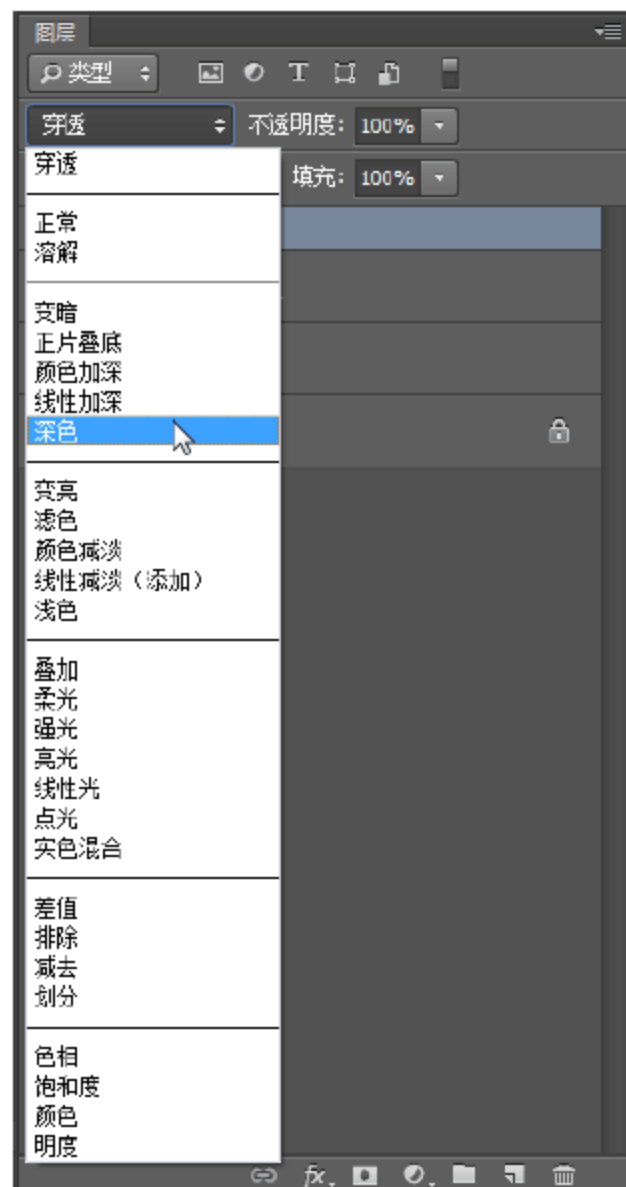 图层
类型
穿透 不透明度: 100%
穿透
填充: 100%
正常
溶解
变暗
正片叠底
颜色加深
线性加深
深色
变亮
滤色
颜色减淡
线性减淡（添加）
浅色
叠加
柔光
强光
亮光
线性光
点光
实色混合
差值
排除
减去
划分
色相
饱和度
颜色
明度
fx